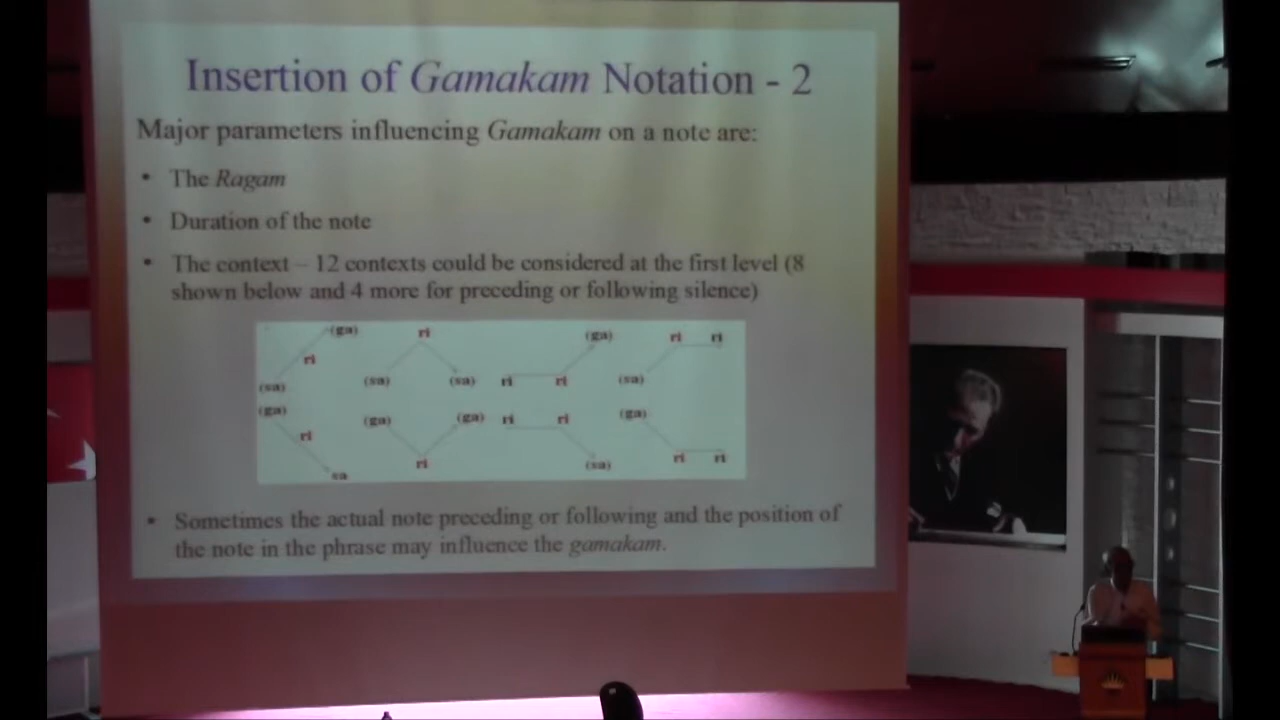 Insertion of Gamakam Notation - 2
Major parameters influencing Gamakam on a note are:
• The Ragam
• Duration of the note
• The context – 12 contexts could be considered at the first level (8
shown below and 4 more for preceding or following silence)
(ga) ri (ga) ri ri
ri
(sa) (sa) (sa) ri ri (sa)
(ga) (ga) (ga) ri ri (ga)
ri
ri (sa) ri ri
sa
• Sometimes the actual note preceding or following and the position of
the note in the phrase may influence the gamakam.